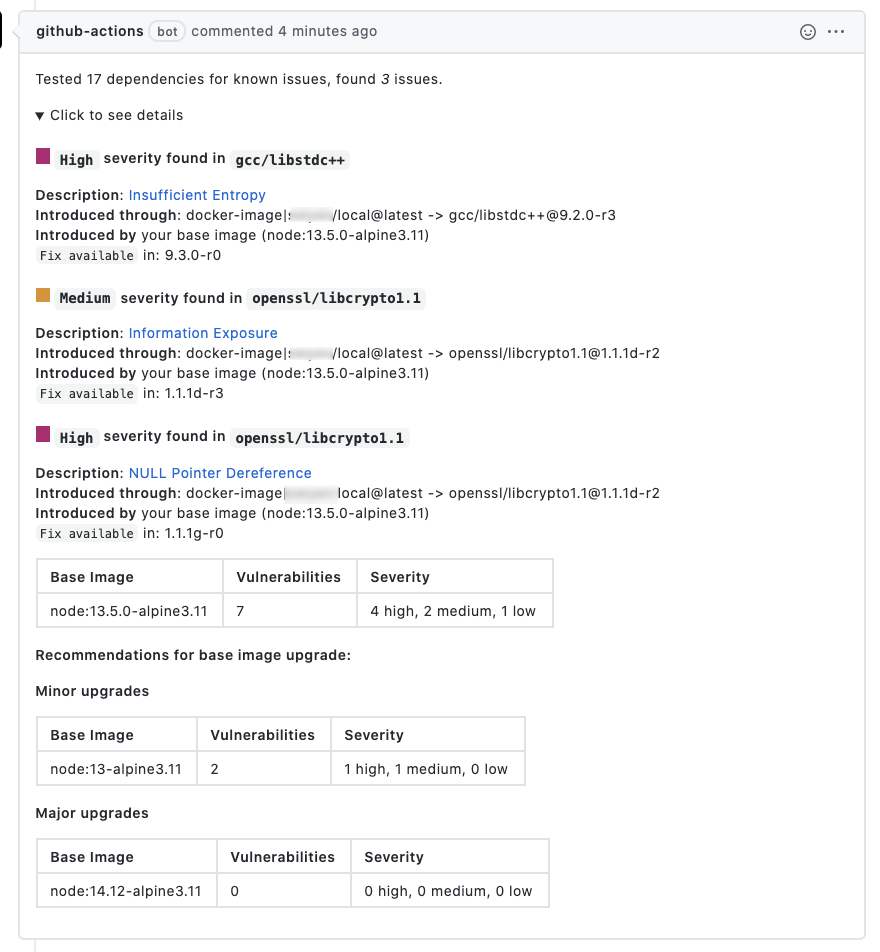 github-actions bot commented 4 minutes ago
Tested 17 dependencies for known issues, found 3 issues.
▼ Click to see details
High severity found in gcc/libstdc++
Description: Insufficient Entropy
Introduced through: docker-image| /local@latest -> gcc/libstdc++@9.2.0-r3
Introduced by your base image (node:13.5.0-alpine3.11)
Fix available in: 9.3.0-r0
Medium severity found in openssl/libcrypto1.1
Description: Information Exposure
Introduced through: docker-image| /local@latest -> openssl/libcrypto1.1@1.1.1d-r2
Introduced by your base image (node:13.5.0-alpine3.11)
Fix available in: 1.1.1d-r3
High severity found in openssl/libcrypto1.1
Description: NULL Pointer Dereference
Introduced through: docker-image local@latest -> openssl/libcrypto1.1@1.1.1d-r2
Introduced by your base image (node:13.5.0-alpine3.11)
Fix available in: 1.1.1g-r0
Base Image Vulnerabilities Severity
node:13.5.0-alpine3.11 7 4 high, 2 medium, 1 low
Recommendations for base image upgrade:
Minor upgrades
Base Image Vulnerabilities Severity
node:13-alpine3.11 2 1 high, 1 medium, 0 low
Major upgrades
Base Image Vulnerabilities Severity
node:14.12-alpine3.11 0 0 high, 0 medium, 0 low